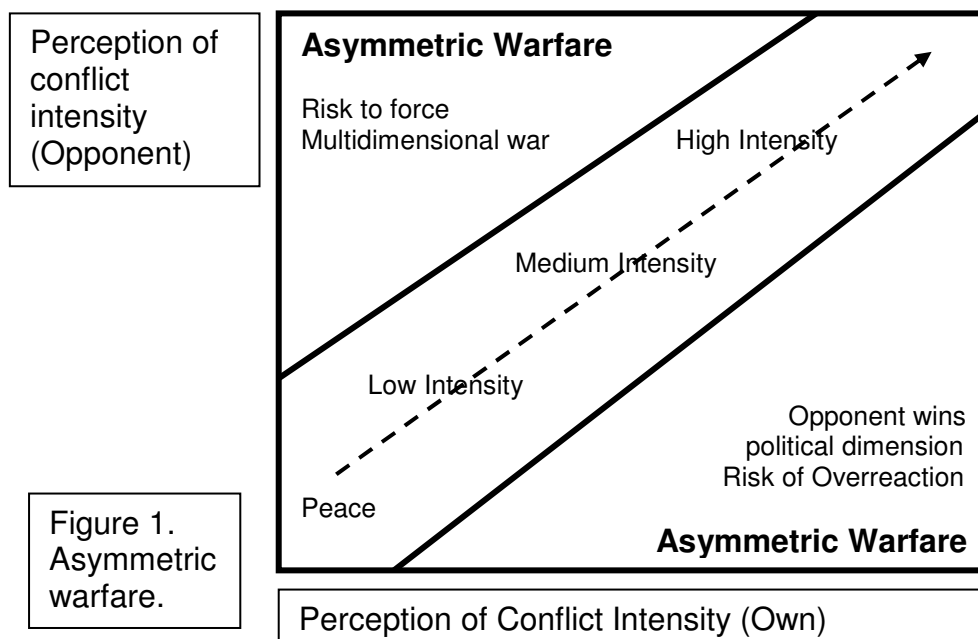 Perception of
conflict
intensity
(Opponent)
Asymmetric Warfare
Risk to force
Multidimensional war
High Intensity
Medium Intensity
Low Intensity
Peace
Opponent wins
political dimension
Risk of Overreaction
Asymmetric Warfare
Figure 1.
Asymmetric
warfare.
Perception of Conflict Intensity (Own)